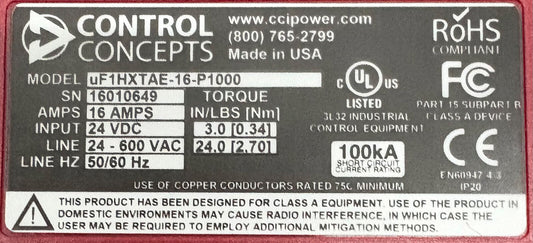 CONTROL CONCEPTS
www.ccipower.com
(800) 765-2799
Made in USA
RoHS
COMPLIANT
MODEL uF1HXTAE-16-P1000
SN 16010649 TORQUE
AMPS 16 AMPS IN/LBS [Nm]
INPUT 24 VDC 3.0 [0.34]
LINE 24 - 600 VAC 24.0 [2.70]
LINE HZ 50/60 Hz
C UL US
LISTED
3L32 INDUSTRIAL
CONTROL EQUIPMENT
100kA
SHORT CIRCUIT
CURRENT RATING
FC
PART 15 SUBPART B
CLASS A DEVICE
CE
EN60947-4-3
IP20
USE OF COPPER CONDUCTORS RATED 75C MINIMUM
THIS PRODUCT HAS BEEN DESIGNED FOR CLASS A EQUIPMENT. USE OF THE PRODUCT IN
DOMESTIC ENVIRONMENTS MAY CAUSE RADIO INTERFERENCE, IN WHICH CASE THE
USER MAY BE REQUIRED TO EMPLOY ADDITIONAL MITIGATION METHODS.